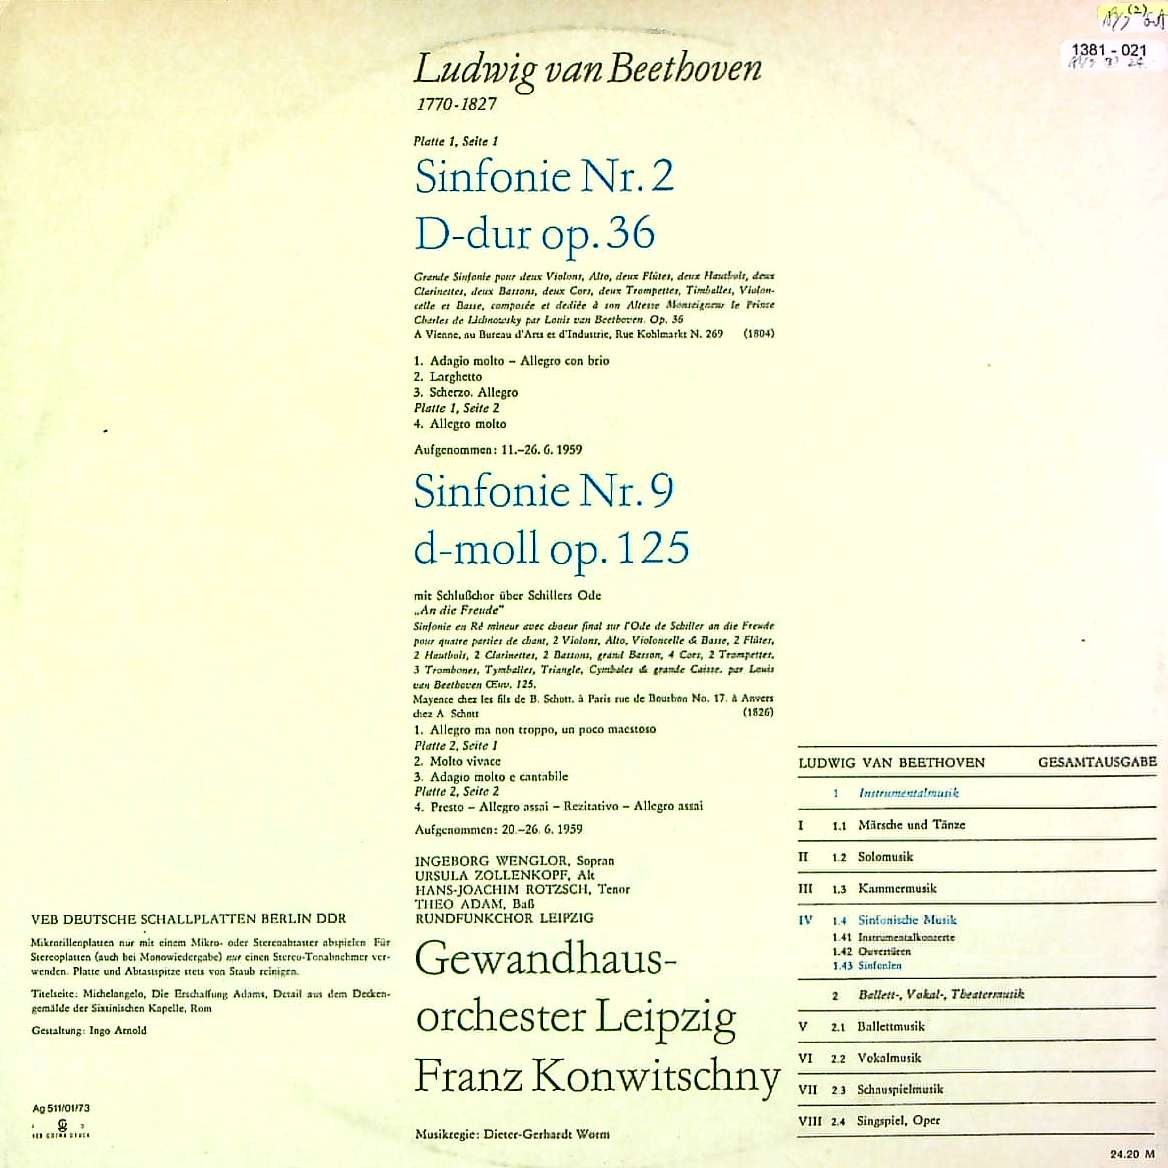 1381 - 021
Ludwig van Beethoven
1770-1827
Platte 1, Seite 1
Sinfonie Nr. 2
D-dur op. 36
Grande Sinfonie pour deux Violons, Alto, deux Flûtes, deux Hautbois, deux
Clarinettes, deux Bassons, deux Cors, deux Trompettes, Timballes, Violon-
celle et Basse, composée et dediée à son Altesse Monseigneur le Prince
Charles de Lichnowsky par Louis van Beethoven. Op. 36
A Vienne, au Bureau d'Arts et d'Industrie, Rue Kohlmarkt N. 269 (1804)
1. Adagio molto – Allegro con brio
2. Larghetto
3. Scherzo. Allegro
Platte 1, Seite 2
4. Allegro molto
Aufgenommen: 11.–26. 6. 1959
Sinfonie Nr. 9
d-moll op. 125
mit Schlußchor über Schillers Ode
„An die Freude"
Sinfonie en Ré mineur avec choeur final sur l'Ode de Schiller an die Freude
pour quatre parties de chant, 2 Violons, Alto, Violoncelle & Basse, 2 Flûtes,
2 Hautbois, 2 Clarinettes, 2 Bassons, grand Basson, 4 Cors, 2 Trompettes,
3 Trombones, Tymballes, Triangle, Cymbales & grande Caisse. par Louis
van Beethoven Œuv. 125.
Mayence chez les fils de B. Schott. à Paris rue de Bourbon No. 17. à Anvers
chez A Schott (1826)
1. Allegro ma non troppo, un poco maestoso
Platte 2, Seite 1
2. Molto vivace
3. Adagio molto e cantabile
Platte 2, Seite 2
4. Presto – Allegro assai – Rezitativo – Allegro assai
Aufgenommen: 20.–26. 6. 1959
INGEBORG WENGLOR, Sopran
URSULA ZOLLENKOPF, Alt
HANS-JOACHIM ROTZSCH, Tenor
THEO ADAM, Baß
RUNDFUNKCHOR LEIPZIG
Gewandhaus-
orchester Leipzig
Franz Konwitschny
Musikregie: Dieter-Gerhardt Worm
VEB DEUTSCHE SCHALLPLATTEN BERLIN DDR
Mikrorillenplatten nur mit einem Mikro- oder Stereoabtaster abspielen Für
Stereoplatten (auch bei Monowiedergabe) nur einen Stereo-Tonabnehmer ver-
wenden. Platte und Abtastspitze stets von Staub reinigen.
Titelseite: Michelangelo, Die Erschaffung Adams, Detail aus dem Decken-
gemälde der Sixtinischen Kapelle, Rom
Gestaltung: Ingo Arnold
Ag 511/01/73
LUDWIG VAN BEETHOVEN GESAMTAUSGABE
1 Instrumentalmusik
I 1.1 Märsche und Tänze
II 1.2 Solomusik
III 1.3 Kammermusik
IV 1.4 Sinfonische Musik
1.41 Instrumentalkonzerte
1.42 Ouvertüren
1.43 Sinfonien
2 Ballett-, Vokal-, Theatermusik
V 2.1 Ballettmusik
VI 2.2 Vokalmusik
VII 2.3 Schauspielmusik
VIII 2.4 Singspiel, Oper
24.20 M